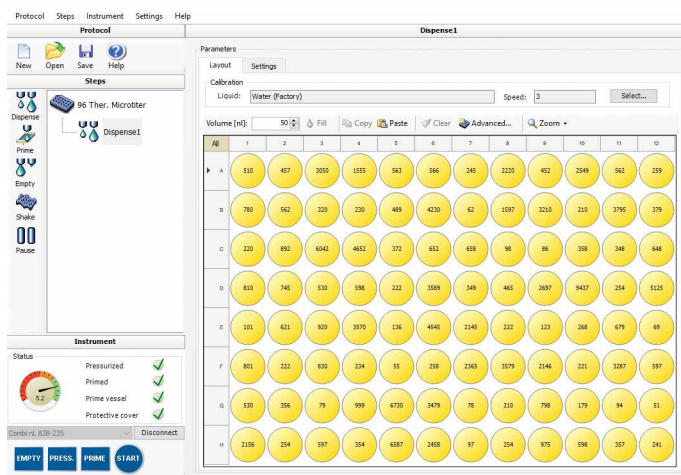 Protocol Steps Instrument Settings Help
Protocol
New Open Save Help
Steps
Dispense
Prime
Empty
Shake
Pause
96 Ther. Microtiter
Dispense1
Instrument
Status
5.2
Pressurized
Primed
Prime vessel
Protective cover
Combi nL 838-235 Disconnect
EMPTY PRESS. PRIME START
Dispense1
Parameters
Layout Settings
Calibration
Liquid: Water (Factory) Speed: 3 Select...
Volume [nl]: 50 Fill Copy Paste Clear Advanced... Zoom
All 1 2 3 4 5 6 7 8 9 10 11 12
A 510 457 3050 1555 563 566 245 2220 452 2549 562 259
B 780 562 320 230 489 4230 62 1597 3210 210 3795 379
C 220 892 6042 4652 372 652 658 98 86 358 348 648
D 810 745 530 598 222 3589 349 465 2697 9437 254 5125
E 101 621 920 3570 136 4545 2145 222 123 268 679 69
F 801 222 830 234 55 258 2365 3579 2146 221 3287 597
G 530 356 79 999 6730 3479 78 210 798 179 94 51
H 2156 254 597 354 6587 2458 97 254 975 598 357 241